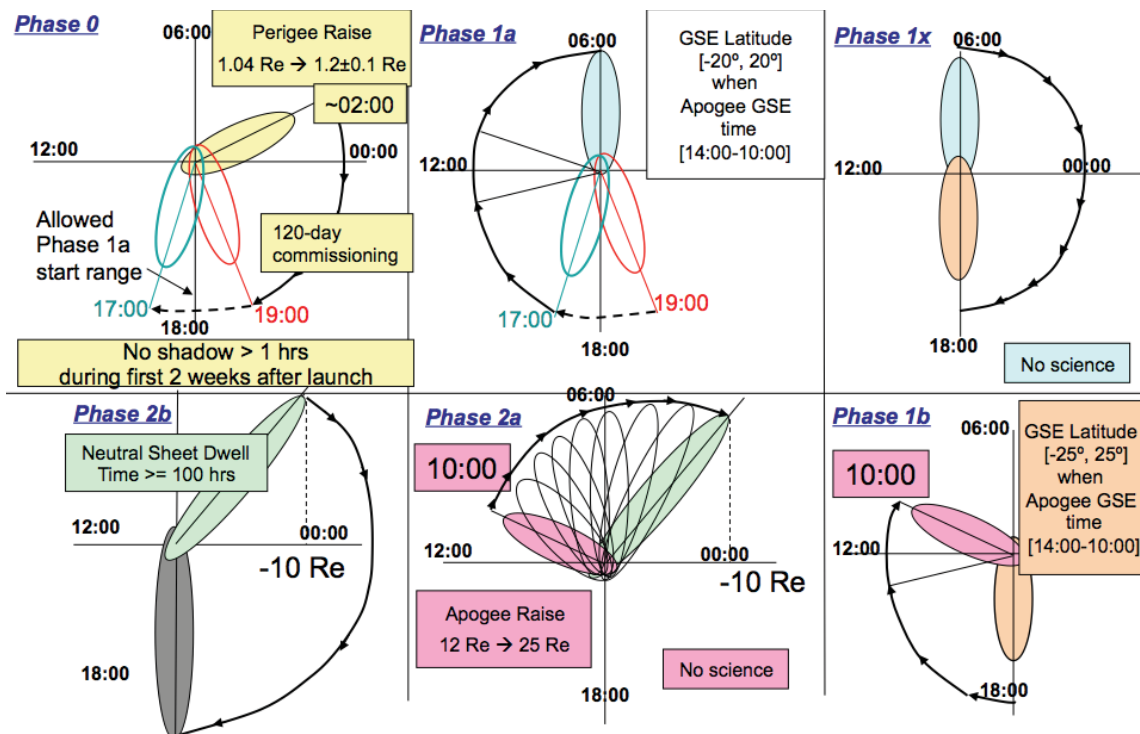 Phase 0
06:00
Perigee Raise
1.04 Re → 1.2±0.1 Re
~02:00
12:00
00:00
Allowed
Phase 1a
start range
120-day
commissioning
17:00
19:00
18:00
No shadow > 1 hrs
during first 2 weeks after launch
Phase 1a
06:00
GSE Latitude
[-20º, 20º]
when
Apogee GSE
time
[14:00-10:00]
12:00
17:00
19:00
18:00
Phase 1x
06:00
12:00
00:00
18:00
No science
Phase 2b
Neutral Sheet Dwell
Time >= 100 hrs
12:00
00:00
-10 Re
18:00
Phase 2a
06:00
10:00
12:00
00:00
-10 Re
Apogee Raise
12 Re → 25 Re
No science
18:00
Phase 1b
06:00
GSE Latitude
[-25º, 25º]
when
Apogee GSE
time
[14:00-10:00]
10:00
12:00
18:00